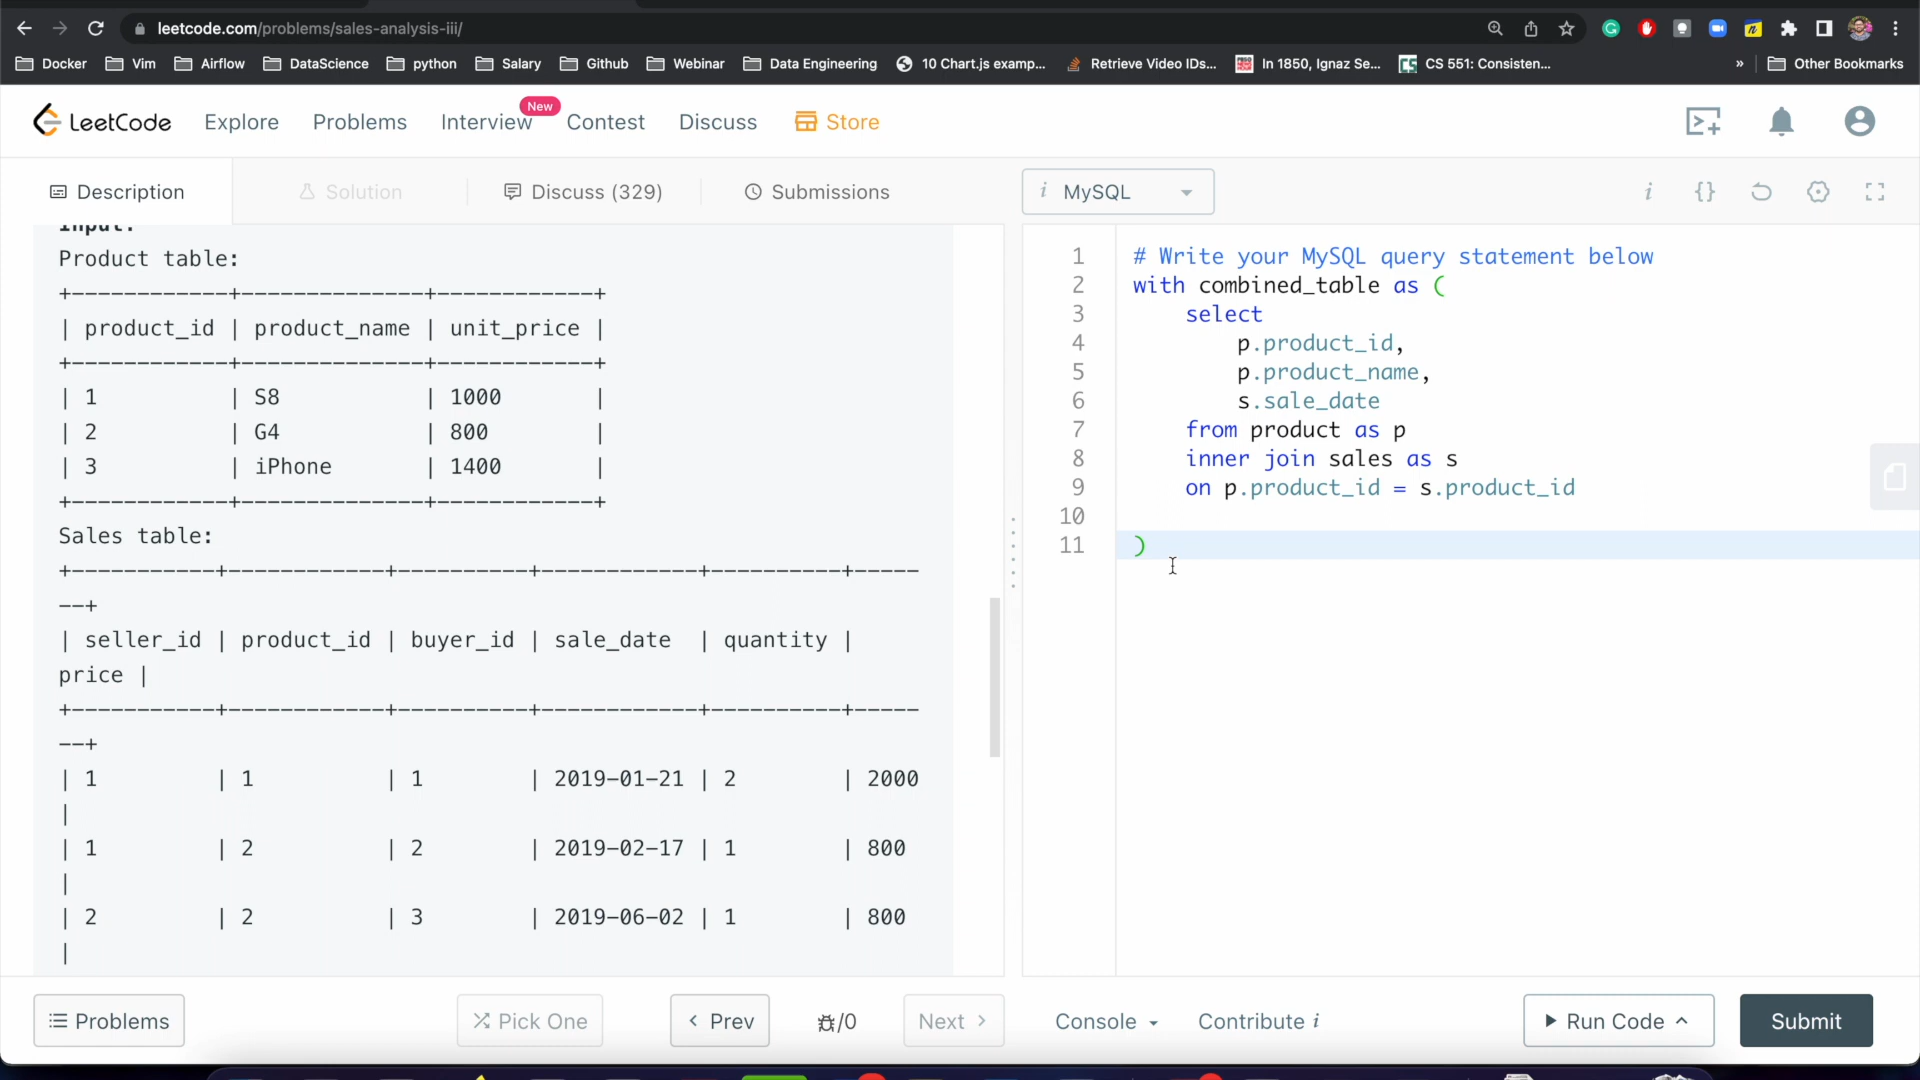 leetcode.com/problems/sales-analysis-iii/
Docker Vim Airflow DataScience python Salary Github Webinar Data Engineering 10 Chart.js examp... Retrieve Video IDs... In 1850, Ignaz Se... CS 551: Consisten... » Other Bookmarks
LeetCode Explore Problems Interview New Contest Discuss Store
Description Solution Discuss (329) Submissions
i MySQL
Input:
Product table:
+------------+--------------+------------+
| product_id | product_name | unit_price |
+------------+--------------+------------+
| 1 | S8 | 1000 |
| 2 | G4 | 800 |
| 3 | iPhone | 1400 |
+------------+--------------+------------+
Sales table:
+-----------+------------+----------+------------+----------+-----
--+
| seller_id | product_id | buyer_id | sale_date | quantity |
price |
+-----------+------------+----------+------------+----------+-----
--+
| 1 | 1 | 1 | 2019-01-21 | 2 | 2000
|
| 1 | 2 | 2 | 2019-02-17 | 1 | 800
|
| 2 | 2 | 3 | 2019-06-02 | 1 | 800
|
1 # Write your MySQL query statement below
2 with combined_table as (
3 select
4 p.product_id,
5 p.product_name,
6 s.sale_date
7 from product as p
8 inner join sales as s
9 on p.product_id = s.product_id
10
11 )
Problems Pick One < Prev /0 Next > Console Contribute i Run Code Submit